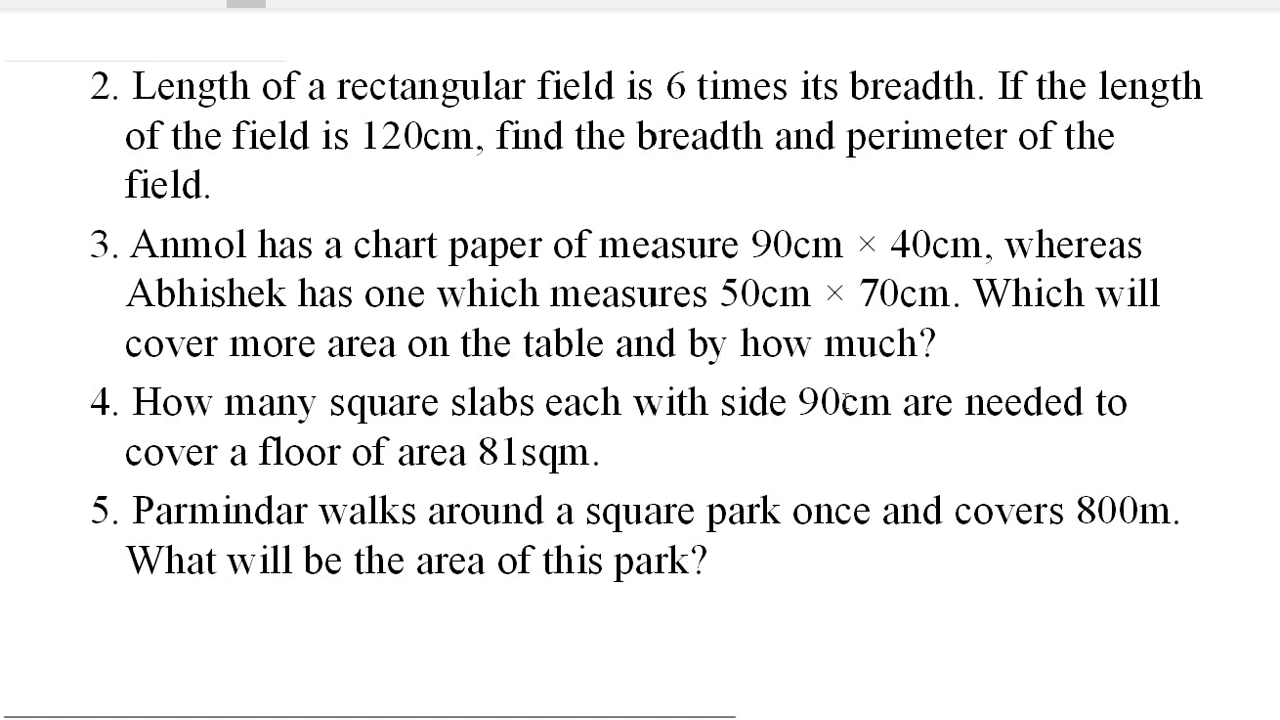 2. Length of a rectangular field is 6 times its breadth. If the length
of the field is 120cm, find the breadth and perimeter of the
field.
3. Anmol has a chart paper of measure 90cm × 40cm, whereas
Abhishek has one which measures 50cm × 70cm. Which will
cover more area on the table and by how much?
4. How many square slabs each with side 90cm are needed to
cover a floor of area 81sqm.
5. Parmindar walks around a square park once and covers 800m.
What will be the area of this park?